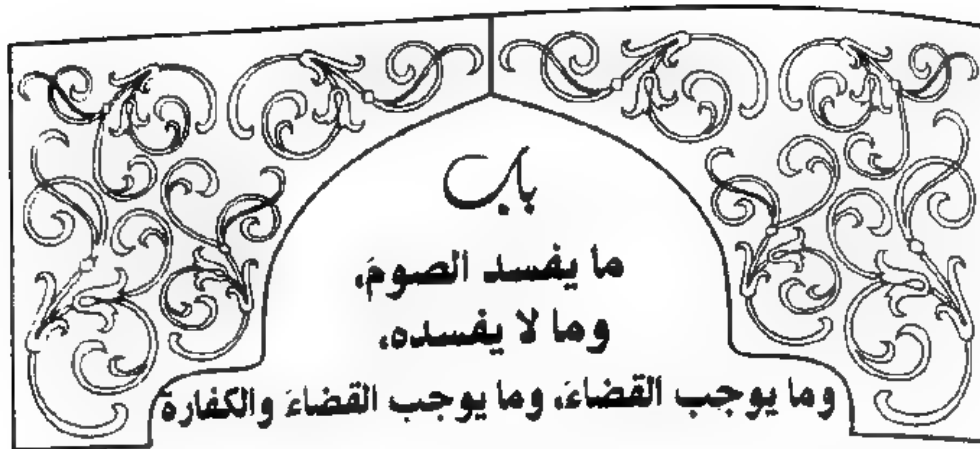 باب
ما يفسد الصومَ،
وما لا يفسده،
وما يوجب القضاءَ، وما يوجب القضاءَ والكفارة